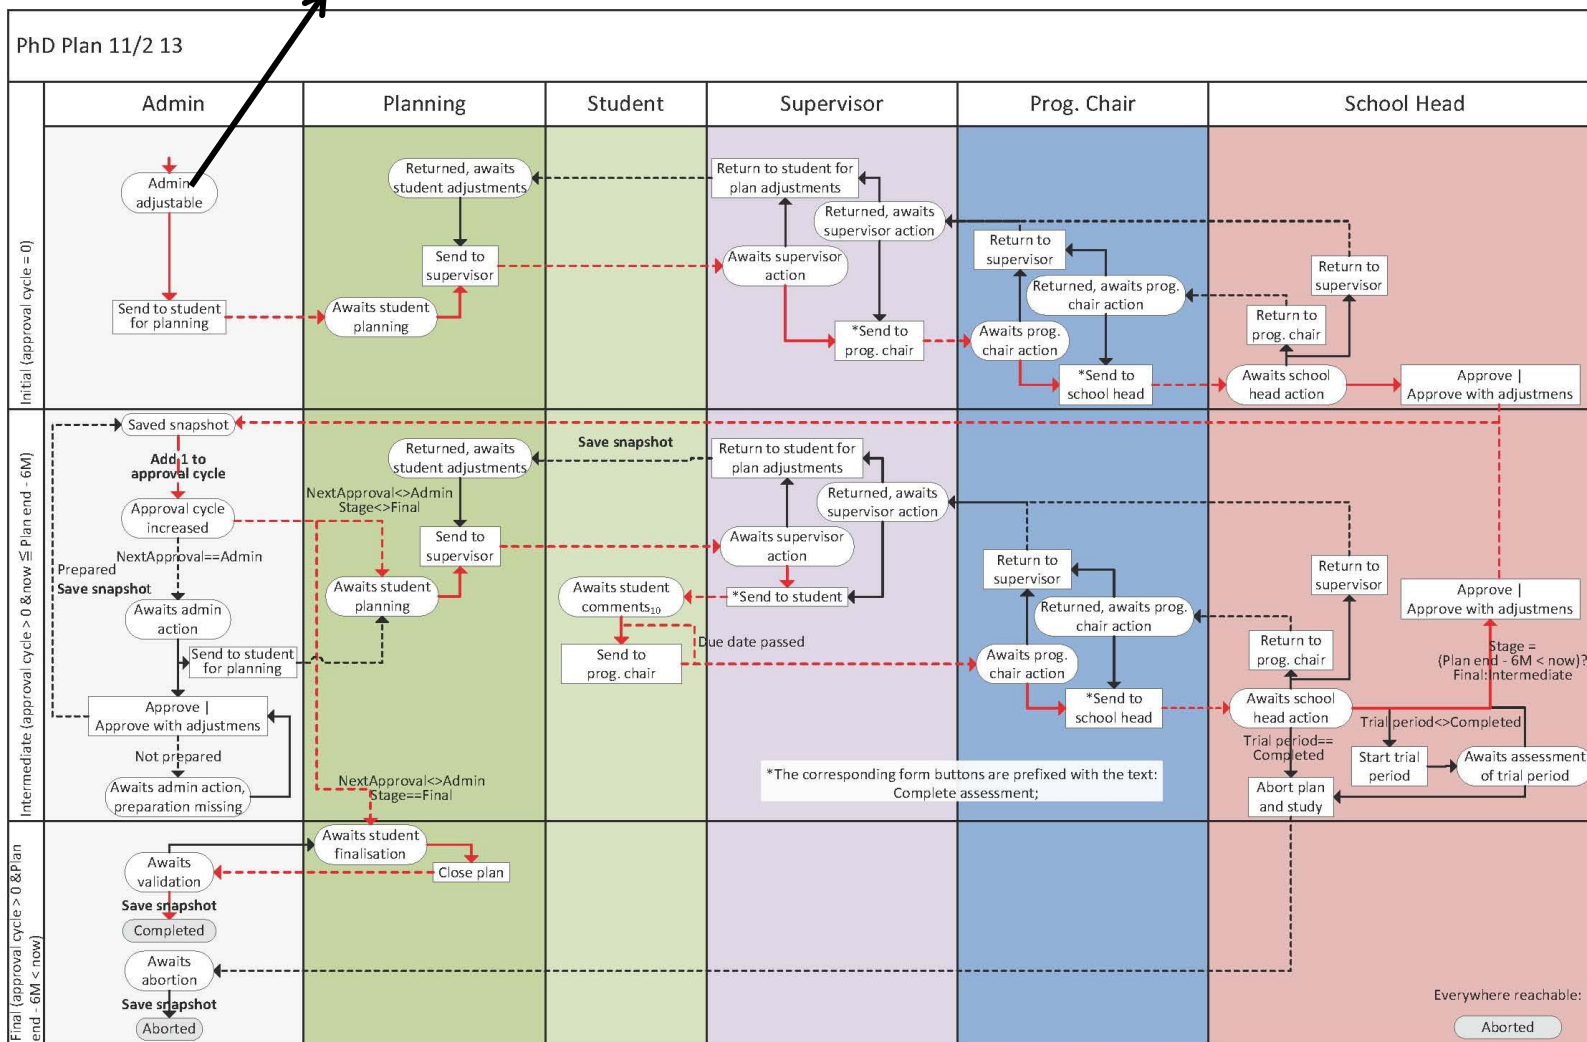 PhD Plan 11/2 13
Admin
Planning
Student
Supervisor
Prog. Chair
School Head
Initial (approval cycle = 0)
Admin
adjustable
Send to student
for planning
Returned, awaits
student adjustments
Send to
supervisor
Awaits student
planning
Return to student for
plan adjustments
Returned, awaits
supervisor action
Awaits supervisor
action
*Send to
prog. chair
Return to
supervisor
Returned, awaits prog.
chair action
Awaits prog.
chair action
*Send to
school head
Return to
supervisor
Return to
prog. chair
Awaits school
head action
Approve |
Approve with adjustmens
Intermediate (approval cycle > 0 &now ≤ Plan end - 6M)
Saved snapshot
Add 1 to
approval cycle
Approval cycle
increased
NextApproval==Admin
Prepared
Save snapshot
Awaits admin
action
Send to student
for planning
Approve |
Approve with adjustmens
Not prepared
Awaits admin action,
preparation missing
Returned, awaits
student adjustments
NextApproval<>Admin
Stage<>Final
Send to
supervisor
Awaits student
planning
NextApproval<>Admin
Stage==Final
Save snapshot
Awaits student
comments10
Send to
prog. chair
Due date passed
Return to student for
plan adjustments
Returned, awaits
supervisor action
Awaits supervisor
action
*Send to student
Return to
supervisor
Returned, awaits prog.
chair action
Awaits prog.
chair action
*Send to
school head
*The corresponding form buttons are prefixed with the text:
Complete assessment;
Return to
supervisor
Return to
prog. chair
Awaits school
head action
Approve |
Approve with adjustmens
Stage =
(Plan end - 6M < now)?
Final:Intermediate
Trial period<>Completed
Trial period==
Completed
Start trial
period
Awaits assessment
of trial period
Abort plan
and study
Final (approval cycle > 0 &Plan
end - 6M < now)
Awaits student
finalisation
Close plan
Awaits
validation
Save snapshot
Completed
Awaits
abortion
Save snapshot
Aborted
Everywhere reachable:
Aborted